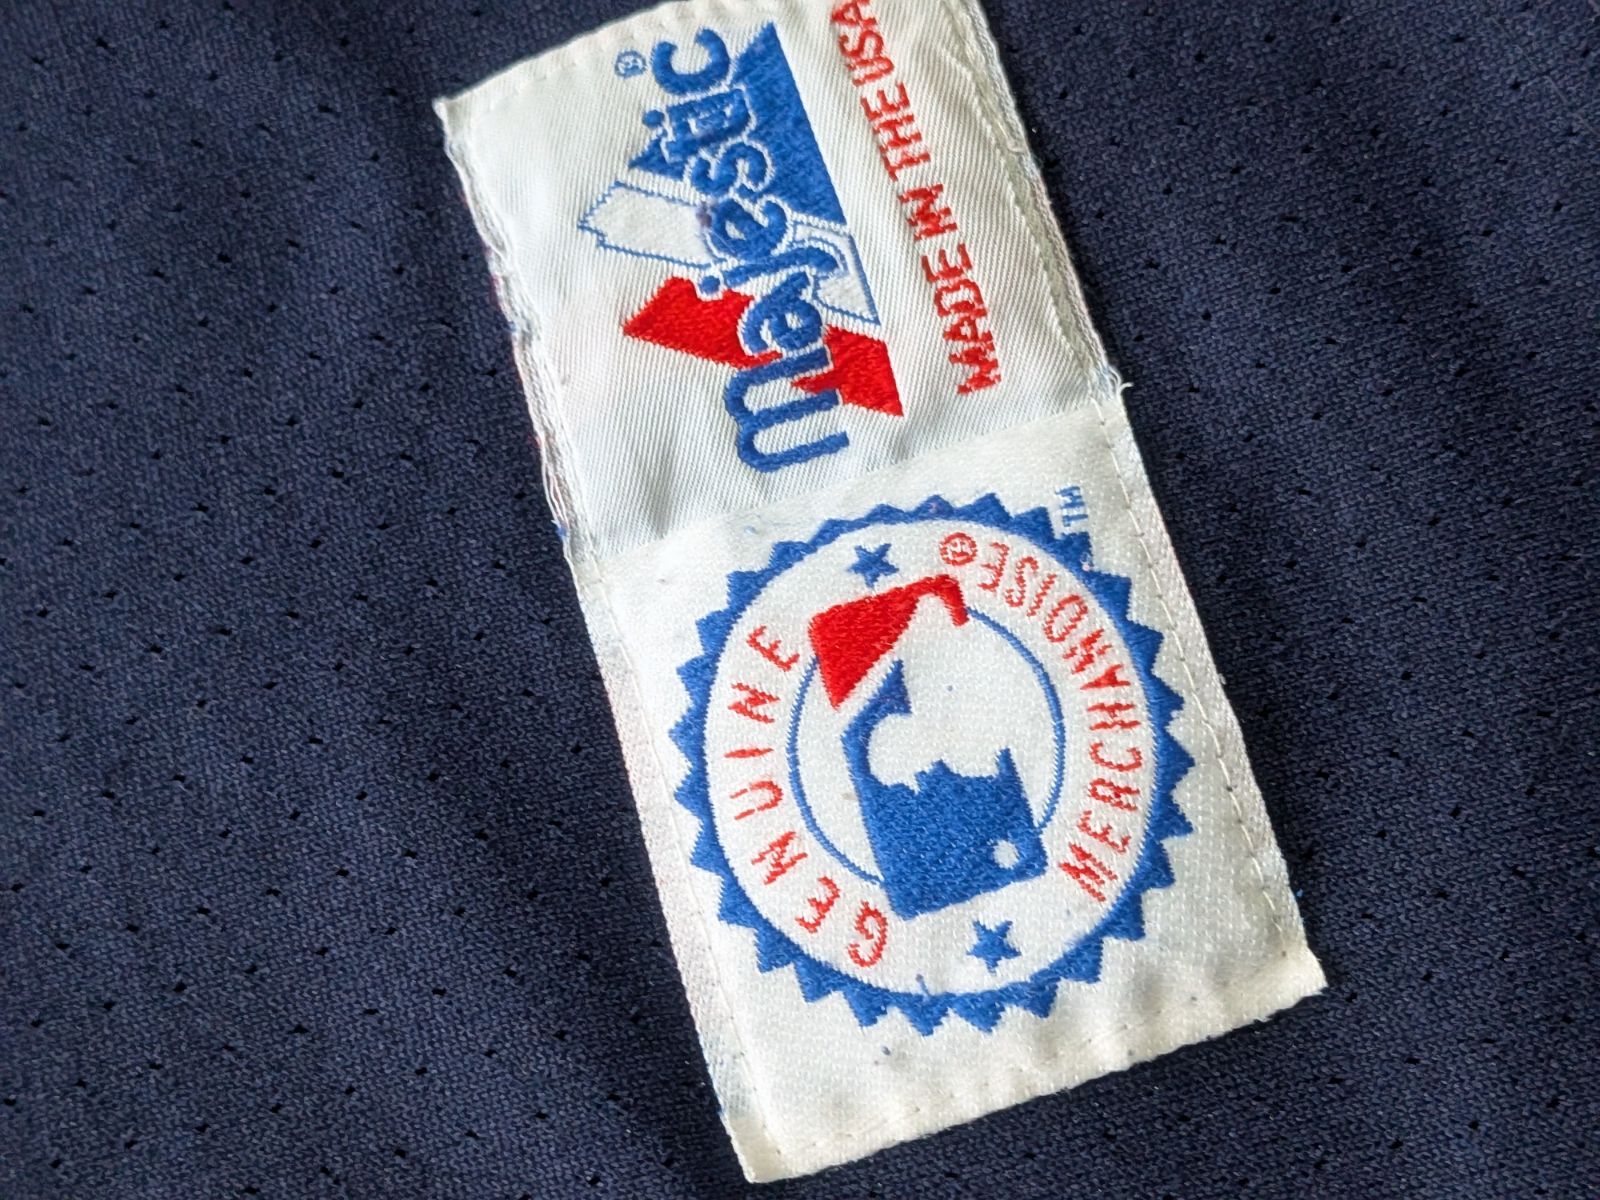 majestic®
MADE IN THE USA
GENUINE
MERCHANDISE®
TM